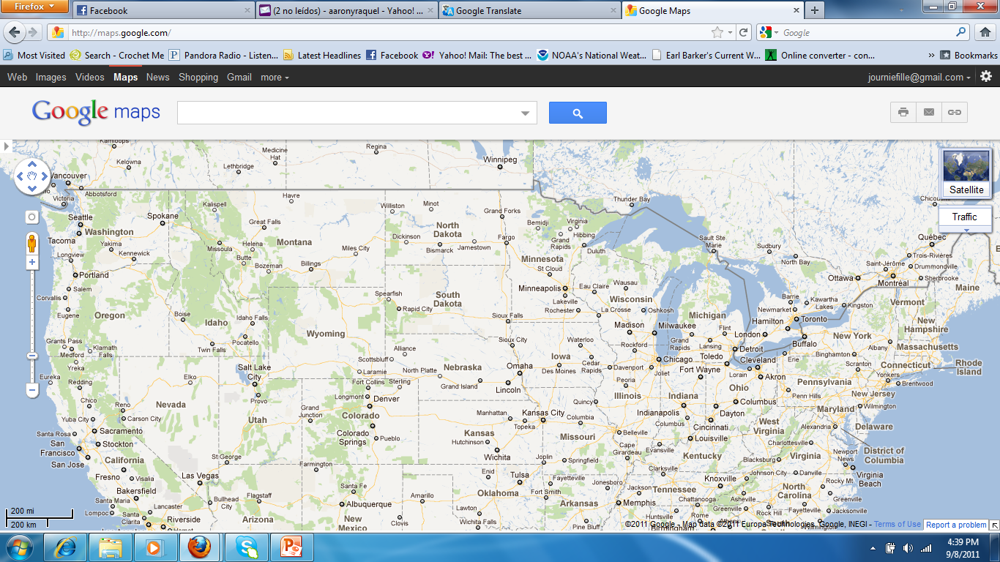 Firefox
Facebook
(2 no leídos) - aaronyraquel - Yahoo! ...
Google Translate
Google Maps
http://maps.google.com/
Google
Most Visited
Search - Crochet Me
Pandora Radio - Listen...
Latest Headlines
Facebook
Yahoo! Mail: The best ...
NOAA's National Weat...
Earl Barker's Current W...
Online converter - con...
Bookmarks
Web Images Videos Maps News Shopping Gmail more
journiefille@gmail.com
Google maps
Kamloops
Kelowna
Medicine Hat
Lethbridge
Regina
Winnipeg
Vancouver
Victoria
Abbotsford
Satellite
Traffic
Seattle
Spokane
Washington
Tacoma
Yakima
Longview
Kennewick
Portland
Salem
Corvallis
Eugene
Oregon
Boise
Grants Pass
Klamath Falls
Medford
Kalispell
Havre
Great Falls
Missoula
Helena
Montana
Miles City
Butte
Bozeman
Billings
Idaho
Idaho Falls
Pocatello
Twin Falls
Wyoming
Williston
Minot
Grand Forks
North Dakota
Dickinson
Bismarck
Jamestown
Fargo
Bemidji
Virginia
Hibbing
Grand Rapids
Duluth
Thunder Bay
Minnesota
St Cloud
Minneapolis
Lakeville
Rochester
Spearfish
Rapid City
South Dakota
Sioux Falls
Eau Claire
Wausau
Wisconsin
La Crosse
Oshkosh
Madison
Milwaukee
Michigan
Sault Ste. Marie
Sudbury
North Bay
Chicou
Québec
Trois-Rivières
Saint-Jérôme
Drummondville
Ottawa
Montréal
Sherbrooke
Maine
Barrie
Kawartha Lakes
Kingston
Newmarket
Toronto
Hamilton
London
Flint
Grand Rapids
Lansing
Detroit
Buffalo
Vermont
New Hampshire
New York
Albany
Massachusetts
Binghamton
Connecticut
Rhode Island
Yreka
Eureka
Redding
Chico
Yuba City
Reno
Carson City
Elko
Nevada
Salt Lake City
Provo
Utah
Alliance
Scottsbluff
Laramie
Fort Collins
Sterling
North Platte
Nebraska
Grand Island
Omaha
Lincoln
Sioux City
Waterloo
Iowa
Des Moines
Cedar Rapids
Davenport
Rockford
Chicago
Joliet
Peoria
Toledo
Fort Wayne
Cleveland
Lorain
Akron
Erie
Ohio
Pennsylvania
Scranton
Yonkers
Brentwood
Penn Hills
New Jersey
Wilmington
Maryland
Delaware
Santa Rosa
Sacramento
Stockton
San Francisco
San Jose
California
Fresno
Visalia
Bakersfield
Santa Maria
Lompoc
Santa Clarita
Lancaster
Riverside
Las Vegas
St George
Bullhead City
Flagstaff
Arizona
Grand Junction
Longmont
Denver
Colorado
Colorado Springs
Pueblo
Farmington
Santa Fe
Albuquerque
New Mexico
Clovis
Amarillo
Manhattan
Topeka
Kansas City
Kansas
Hutchinson
Wichita
Columbia
Quincy
Illinois
Missouri
Belleville
Springfield
Joplin
Enid
Tulsa
Oklahoma
Lawton
Wichita Falls
Fayetteville
Fort Smith
Jonesboro
Arkansas
Pine Bluff
Cape Girardeau
Indiana
Indianapolis
Columbus
Evansville
Columbus
Dayton
Cincinnati
Louisville
Kentucky
Clarksville
Jackson
Tennessee
Memphis
Huntsville
Birmingham
Chattanooga
Knoxville
West Virginia
Alexandria
Charlottesville
Virginia
Blacksburg
Newport News
District of Columbia
Virginia Beach
Johnson City
Danville
Rocky Mt
North Carolina
Asheville
Greenville
Greenville
Rock Hill
Jacksonville
Wilmington
South
200 mi
200 km
©2011 Google - Map data ©2011 Europa Technologies, Google, INEGI - Terms of Use
Report a problem
4:39 PM
9/8/2011